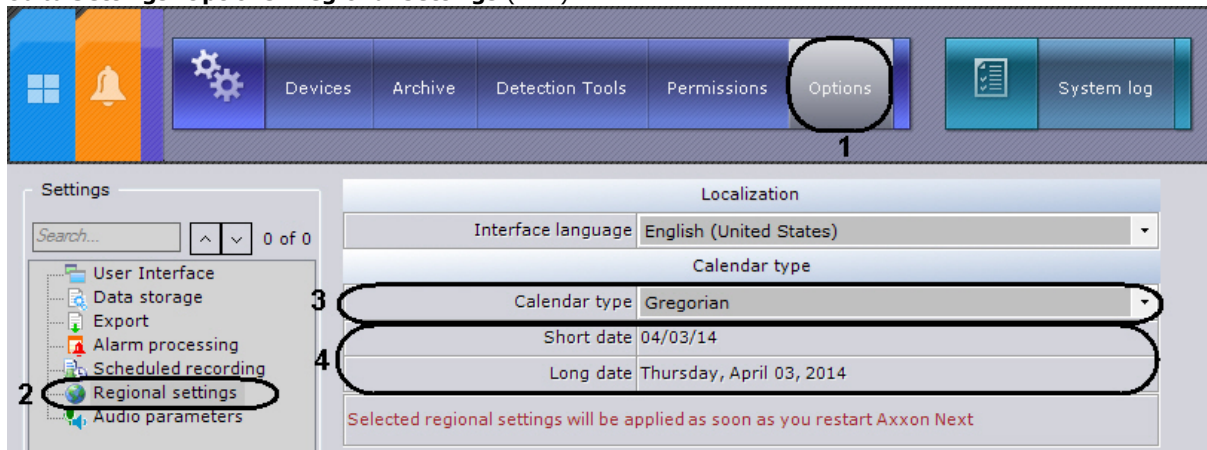 Devices Archive Detection Tools Permissions Options System log
1
Settings
Search... 0 of 0
User Interface
Data storage
Export
Alarm processing
Scheduled recording
2 Regional settings
Audio parameters
Localization
Interface language English (United States)
Calendar type
3 Calendar type Gregorian
4 Short date 04/03/14
Long date Thursday, April 03, 2014
Selected regional settings will be applied as soon as you restart Axxon Next